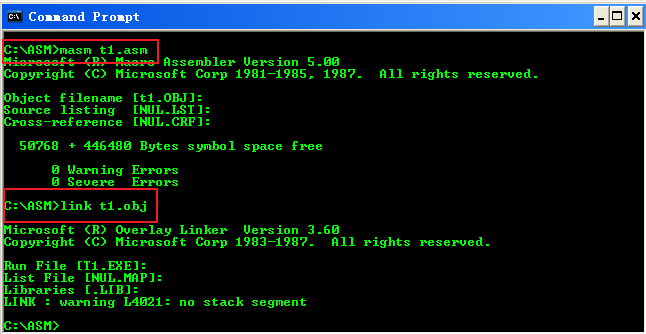 C:\ Command Prompt
C:\ASM>masm t1.asm
Microsoft (R) Macro Assembler Version 5.00
Copyright (C) Microsoft Corp 1981-1985, 1987.  All rights reserved.
Object filename [t1.OBJ]:
Source listing  [NUL.LST]:
Cross-reference [NUL.CRF]:
50768 + 446480 Bytes symbol space free
0 Warning Errors
0 Severe  Errors
C:\ASM>link t1.obj
Microsoft (R) Overlay Linker  Version 3.60
Copyright (C) Microsoft Corp 1983-1987.  All rights reserved.
Run File [T1.EXE]:
List File [NUL.MAP]:
Libraries [.LIB]:
LINK : warning L4021: no stack segment
C:\ASM>